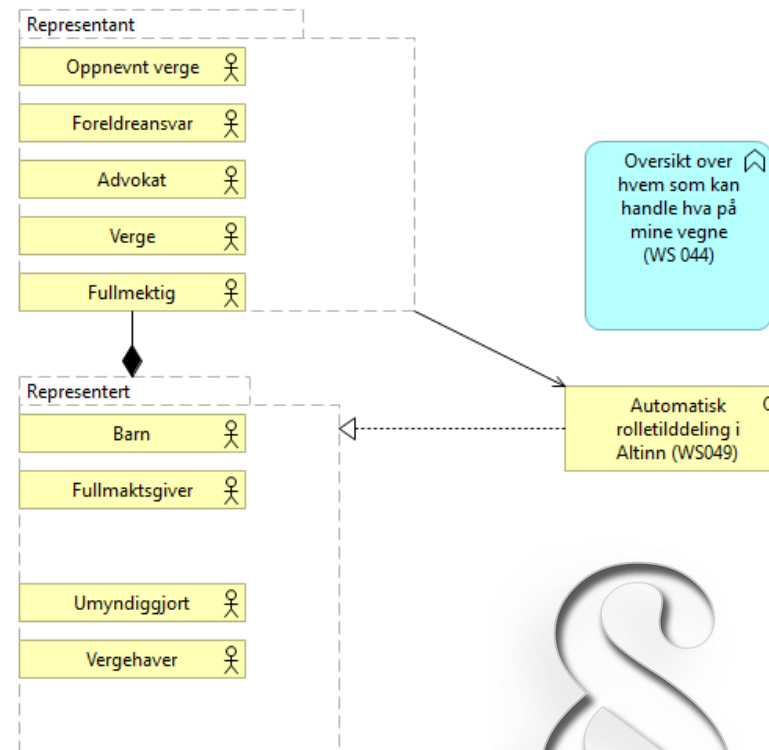 Representant
Oppnevnt verge
Foreldreansvar
Advokat
Verge
Fullmektig
Oversikt over
hvem som kan
handle hva på
mine vegne
(WS 044)
Representert
Barn
Fullmaktsgiver
Umyndiggjort
Vergehaver
Automatisk
rolletilddeling i
Altinn (WS049)
§